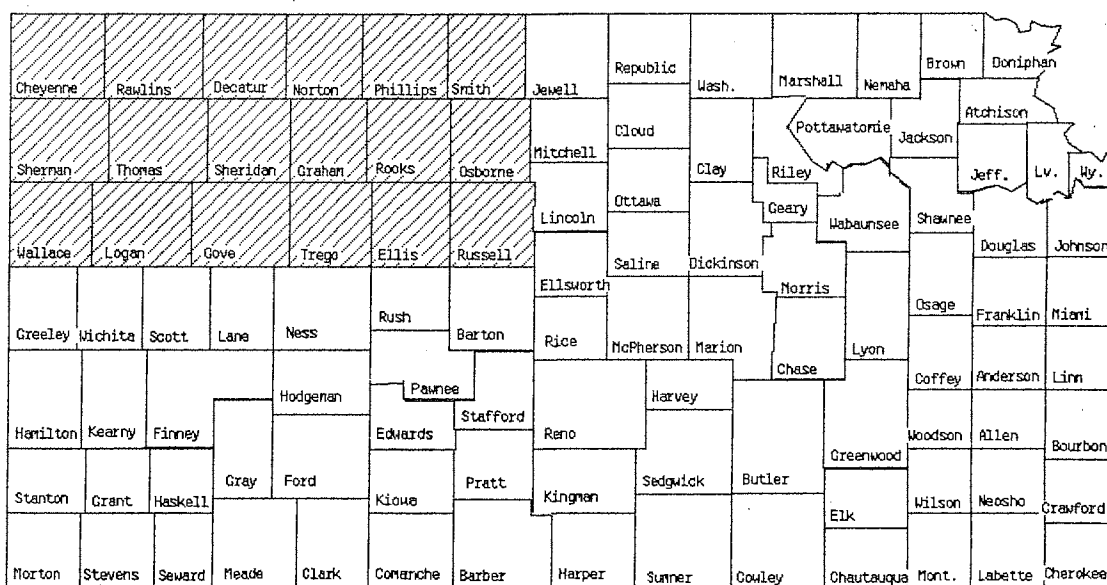 Cheyenne Rawlins Decatur Norton Phillips Smith Jewell Republic Wash. Marshall Nemaha Brown Doniphan
Sherman Thomas Sheridan Graham Rooks Osborne Mitchell Cloud Clay Riley Pottawatomie Jackson Atchison Jeff. Lv. Wy.
Wallace Logan Gove Trego Ellis Russell Lincoln Ottawa Geary Wabaunsee Shawnee Douglas Johnson
Saline Dickinson
Greeley Wichita Scott Lane Ness Rush Barton Ellsworth Norris Osage Franklin Miami
Rice McPherson Marion Chase Lyon
Hodgeman Pawnee Stafford Harvey Coffey Anderson Linn
Hamilton Kearny Finney Edwards Reno Greenwood Woodson Allen Bourbon
Stanton Grant Haskell Gray Ford Kiowa Pratt Kingman Sedgwick Butler Elk Wilson Neosho Crawford
Morton Stevens Seward Meade Clark Comanche Barber Harper Sumner Cowley Chautauqua Mont. Labette Cherokee